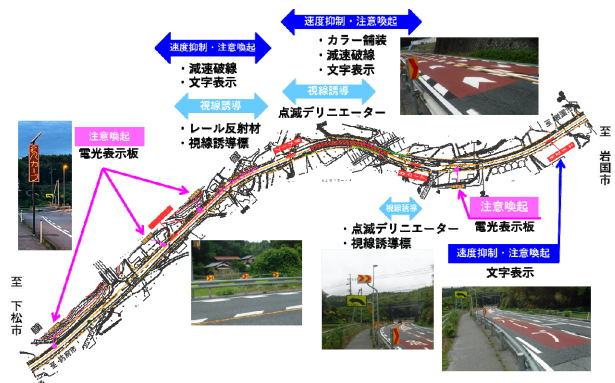 速度抑制・注意喚起
・減速破線
・文字表示
視線誘導
・レール反射材
・視線誘導標
速度抑制・注意喚起
・カラー舗装
・減速破線
・文字表示
視線誘導
点滅デリニエーター
注意喚起
電光表示板
至 岩国市
視線誘導
・点滅デリニエーター
・視線誘導標
注意喚起
電光表示板
速度抑制・注意喚起
文字表示
至 下松市